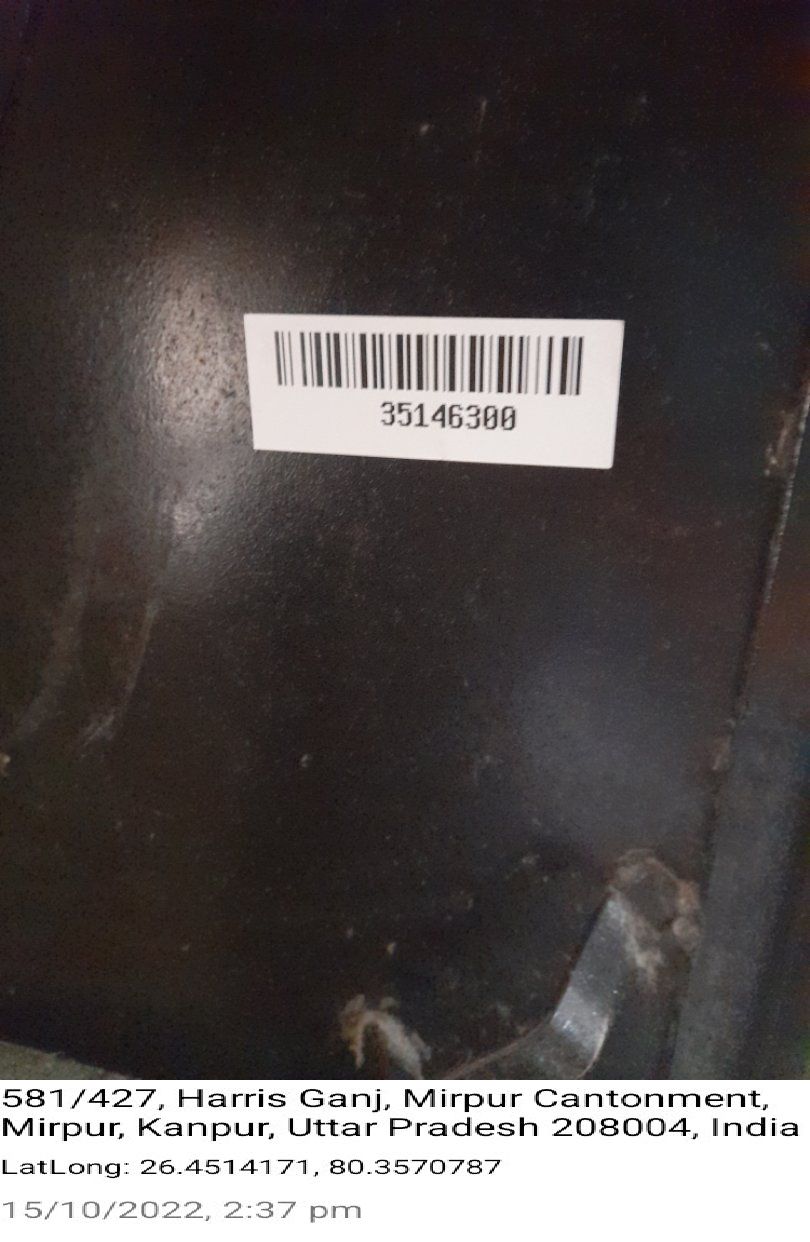 35146300
581/427, Harris Ganj, Mirpur Cantonment,
Mirpur, Kanpur, Uttar Pradesh 208004, India
LatLong: 26.4514171, 80.3570787
15/10/2022, 2:37 pm